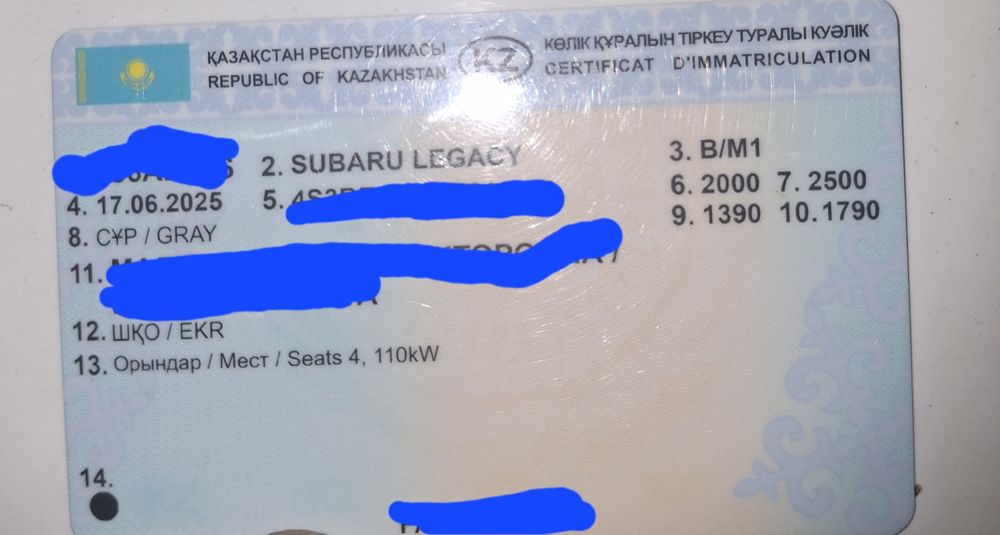 ҚАЗАҚСТАН РЕСПУБЛИКАСЫ
REPUBLIC OF KAZAKHSTAN
KZ
КӨЛІК ҚҰРАЛЫН ТІРКЕУ ТУРАЛЫ КУӘЛІК
CERTIFICAT D'IMMATRICULATION
2. SUBARU LEGACY
3. B/M1
4. 17.06.2025
5.
6. 2000 7. 2500
8. СҰР / GRAY
9. 1390 10. 1790
11.
12. ШҚО / EKR
13. Орындар / Мест / Seats 4, 110kW
14.